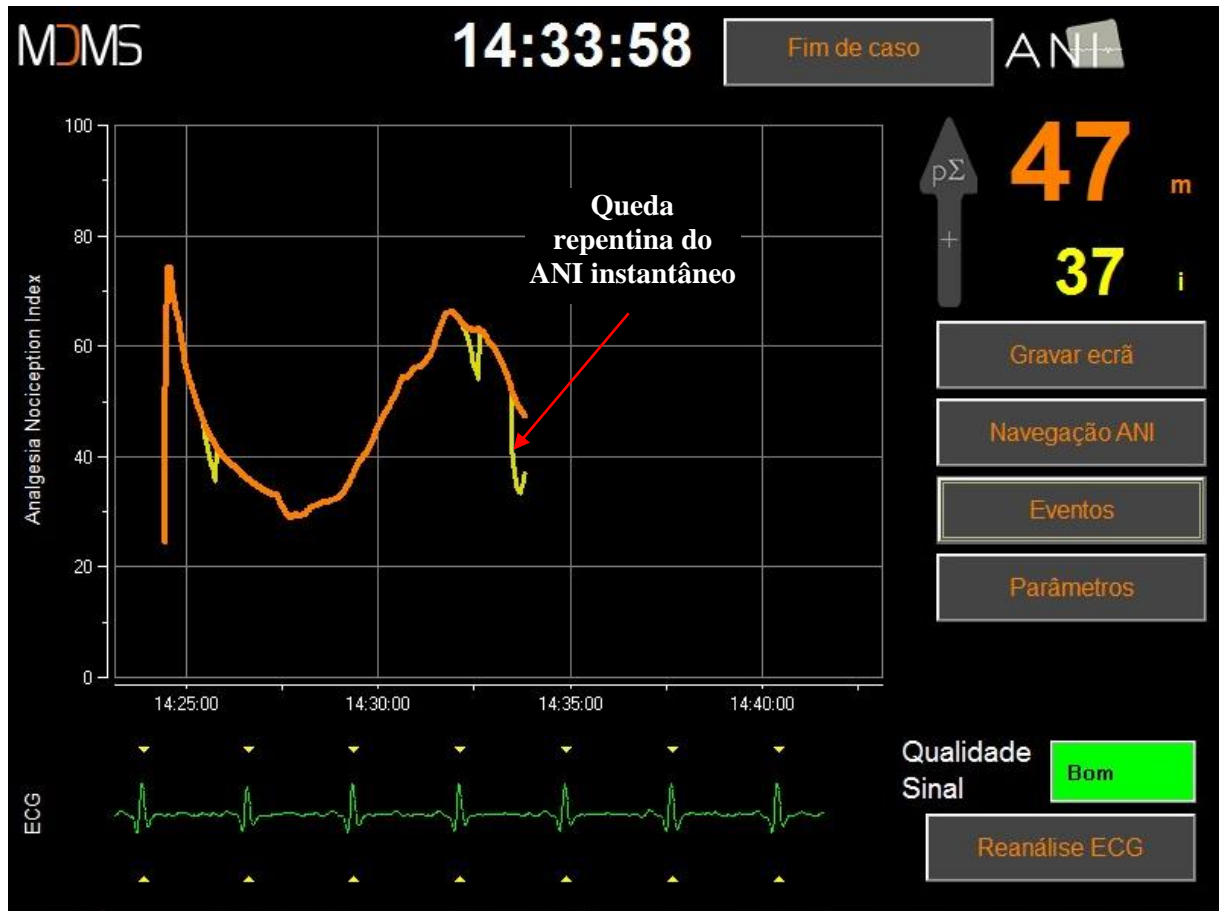 MDMS
14:33:58
Fim de caso
ANI
100
80
60
40
20
0
Analgesia Nociception Index
Queda
repentina do
ANI instantâneo
14:25:00
14:30:00
14:35:00
14:40:00
pΣ
+
47 m
37 i
Gravar ecrã
Navegação ANI
Eventos
Parâmetros
ECG
Qualidade
Sinal
Bom
Reanálise ECG